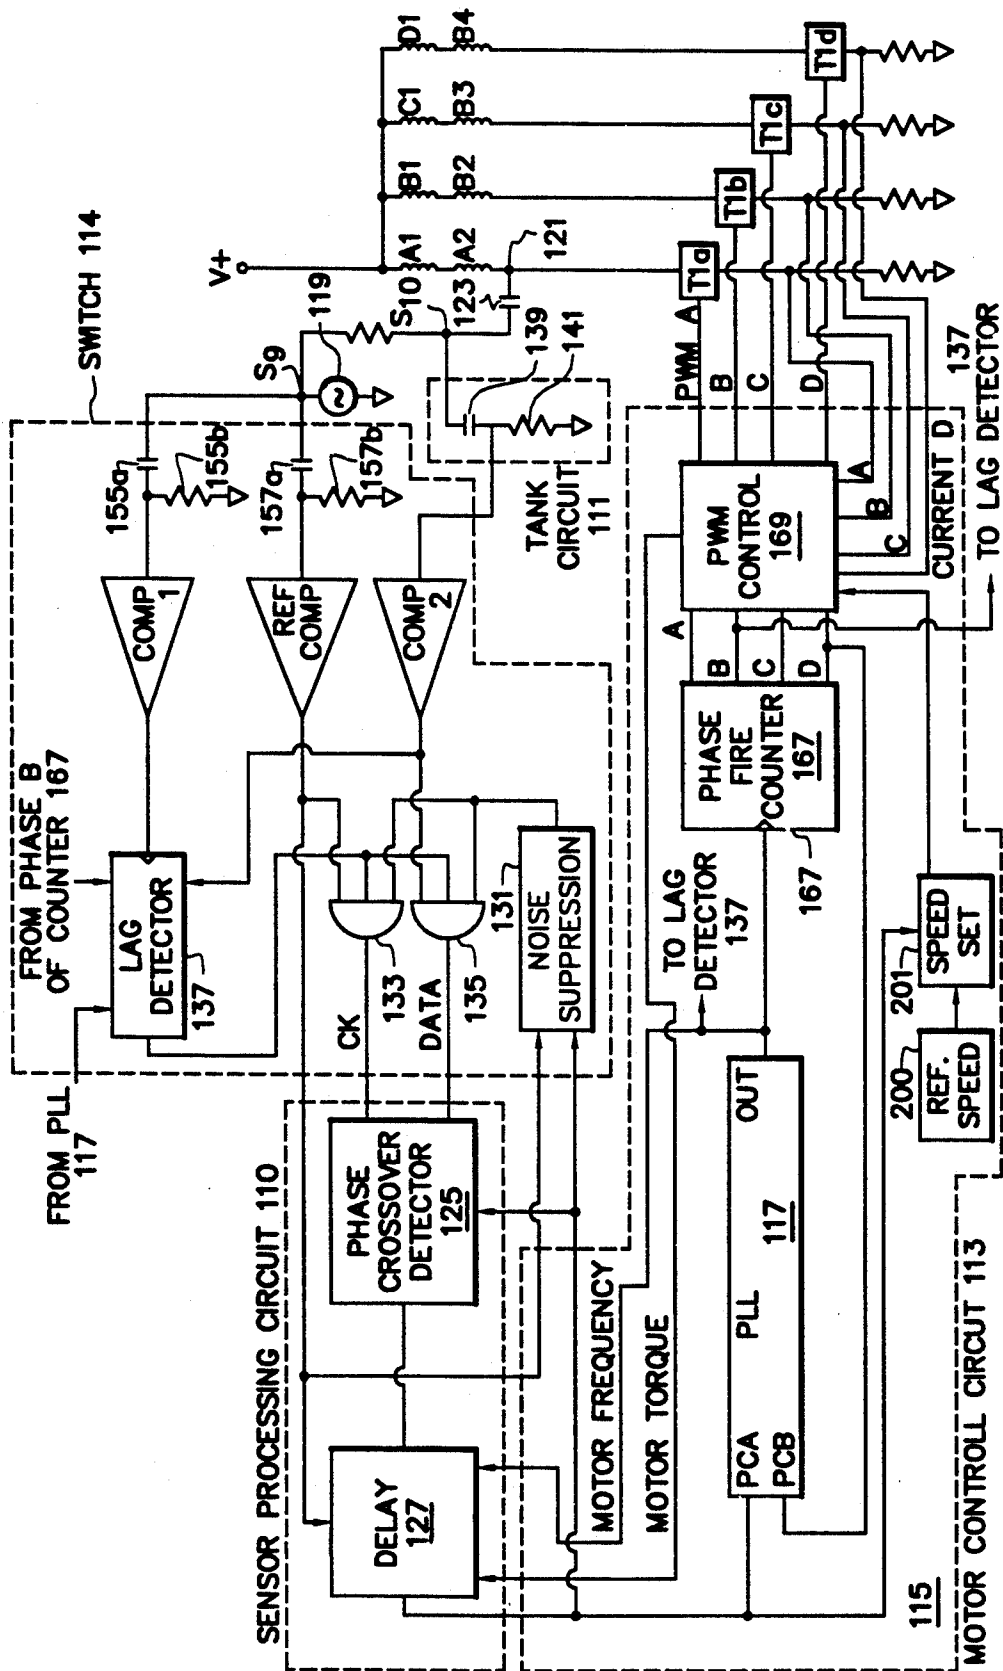 SWITCH 114
FROM PHASE B
OF COUNTER 167
FROM PLL
117
LAG
DETECTOR
137
COMP
1
REF
COMP
COMP
2
155a
155b
157a
157b
S9
119
V+
S10
123
121
139
141
TANK
CIRCUIT
111
A1
A2
B1
B2
C1
B3
D1
B4
T1a
T1b
T1c
T1d
133
135
CK
DATA
131
NOISE
SUPPRESSION
SENSOR PROCESSING CIRCUIT 110
PHASE
CROSSOVER
DETECTOR
125
DELAY
127
MOTOR FREQUENCY
MOTOR TORQUE
TO LAG
DETECTOR
137
PCA
PCB
PLL
OUT
117
PHASE
FIRE
COUNTER
167
167
A
B
C
D
PWM
CONTROL
169
PWM A
B
C
D
A
B
C
CURRENT D
TO LAG DETECTOR
137
200
REF.
SPEED
201
SPEED
SET
115
MOTOR CONTROLL CIRCUT 113